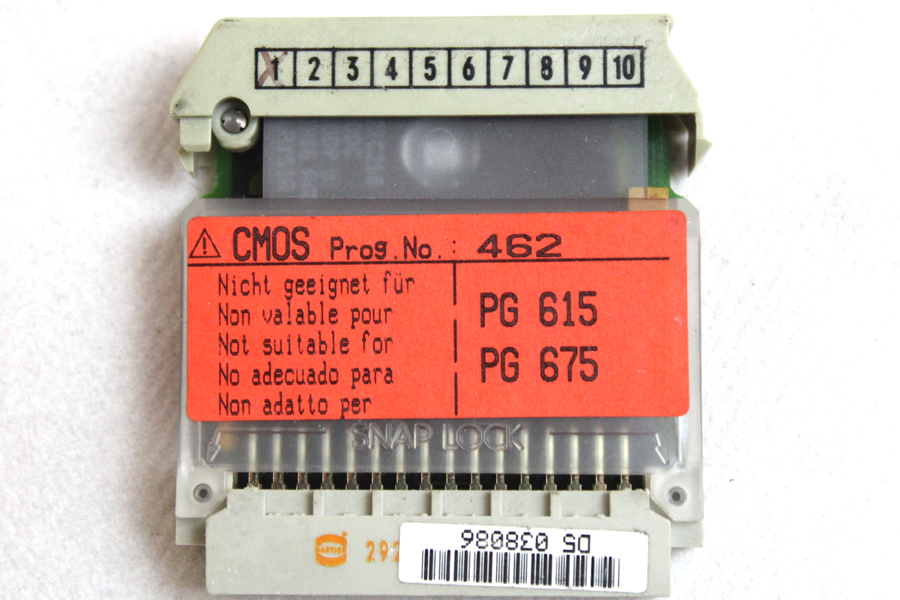 1 2 3 4 5 6 7 8 9 10
CMOS Prog.No.: 462
Nicht geeignet für
Non valable pour
Not suitable for
No adecuado para
Non adatto per
PG 615
PG 675
SNAP LOCK
292
DS 038086